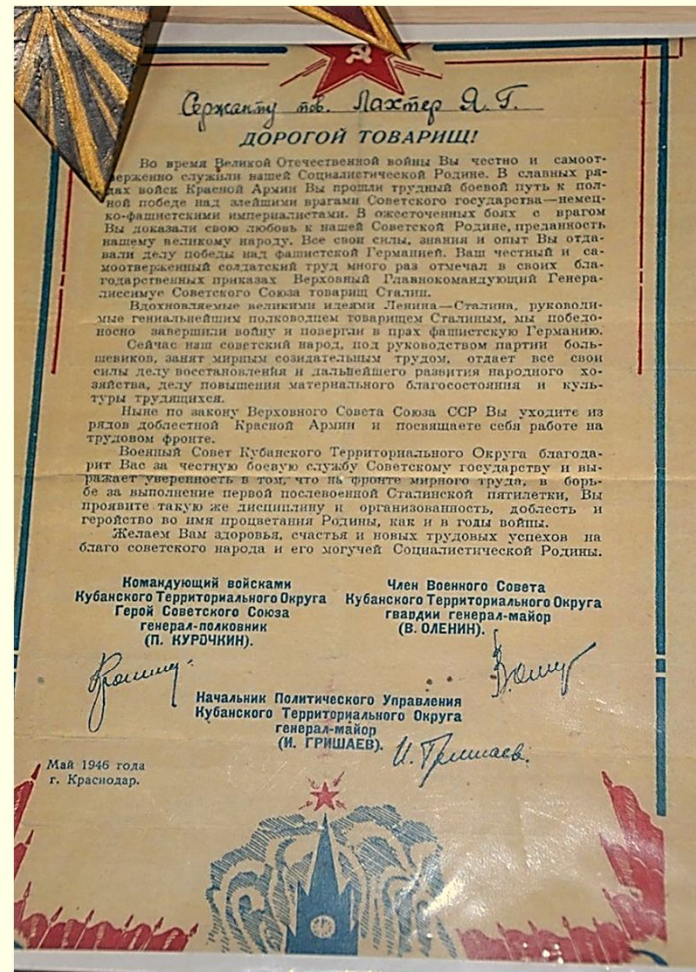 Сержанту тов. Лахтер Я. Г.
ДОРОГОЙ ТОВАРИЩ!
Во время Великой Отечественной войны Вы честно и самоот-
верженно служили нашей Социалистической Родине. В славных ря-
дах войск Красной Армии Вы прошли трудный боевой путь к пол-
ной победе над злейшими врагами Советского государства—немец-
ко-фашистскими империалистами. В ожесточенных боях с врагом
Вы доказали свою любовь к нашей Советской Родине, преданность
нашему великому народу. Все свои силы, знания и опыт Вы отда-
вали делу победы над фашистской Германией. Ваш честный и са-
моотверженный солдатский труд много раз отмечал в своих бла-
годарственных приказах Верховный Главнокомандующий Генера-
лиссимус Советского Союза товарищ Сталин.
Вдохновляемые великими идеями Ленина—Сталина, руководи-
мые гениальнейшим полководцем товарищем Сталиным, мы победо-
носно завершили войну и повергли в прах фашистскую Германию.
Сейчас наш советский народ, под руководством партии боль-
шевиков, занят мирным созидательным трудом, отдает все свои
силы делу восстановления и дальнейшего развития народного хо-
зяйства, делу повышения материального благосостояния и куль-
туры трудящихся.
Ныне по закону Верховного Совета Союза ССР Вы уходите из
рядов доблестной Красной Армии и посвящаете себя работе на
трудовом фронте.
Военный Совет Кубанского Территориального Округа благода-
рит Вас за честную боевую службу Советскому государству и вы-
ражает уверенность в том, что на фронте мирного труда, в борь-
бе за выполнение первой послевоенной Сталинской пятилетки, Вы
проявите такую же дисциплину и организованность, доблесть и
геройство во имя процветания Родины, как и в годы войны.
Желаем Вам здоровья, счастья и новых трудовых успехов на
благо советского народа и его могучей Социалистической Родины.
Командующий войсками
Кубанского Территориального Округа
Герой Советского Союза
генерал-полковник
(П. КУРОЧКИН).
Член Военного Совета
Кубанского Территориального Округа
гвардии генерал-майор
(В. ОЛЕНИН).
Начальник Политического Управления
Кубанского Территориального Округа
генерал-майор
(И. ГРИШАЕВ).
И. Гришаев.
Май 1946 года
г. Краснодар.